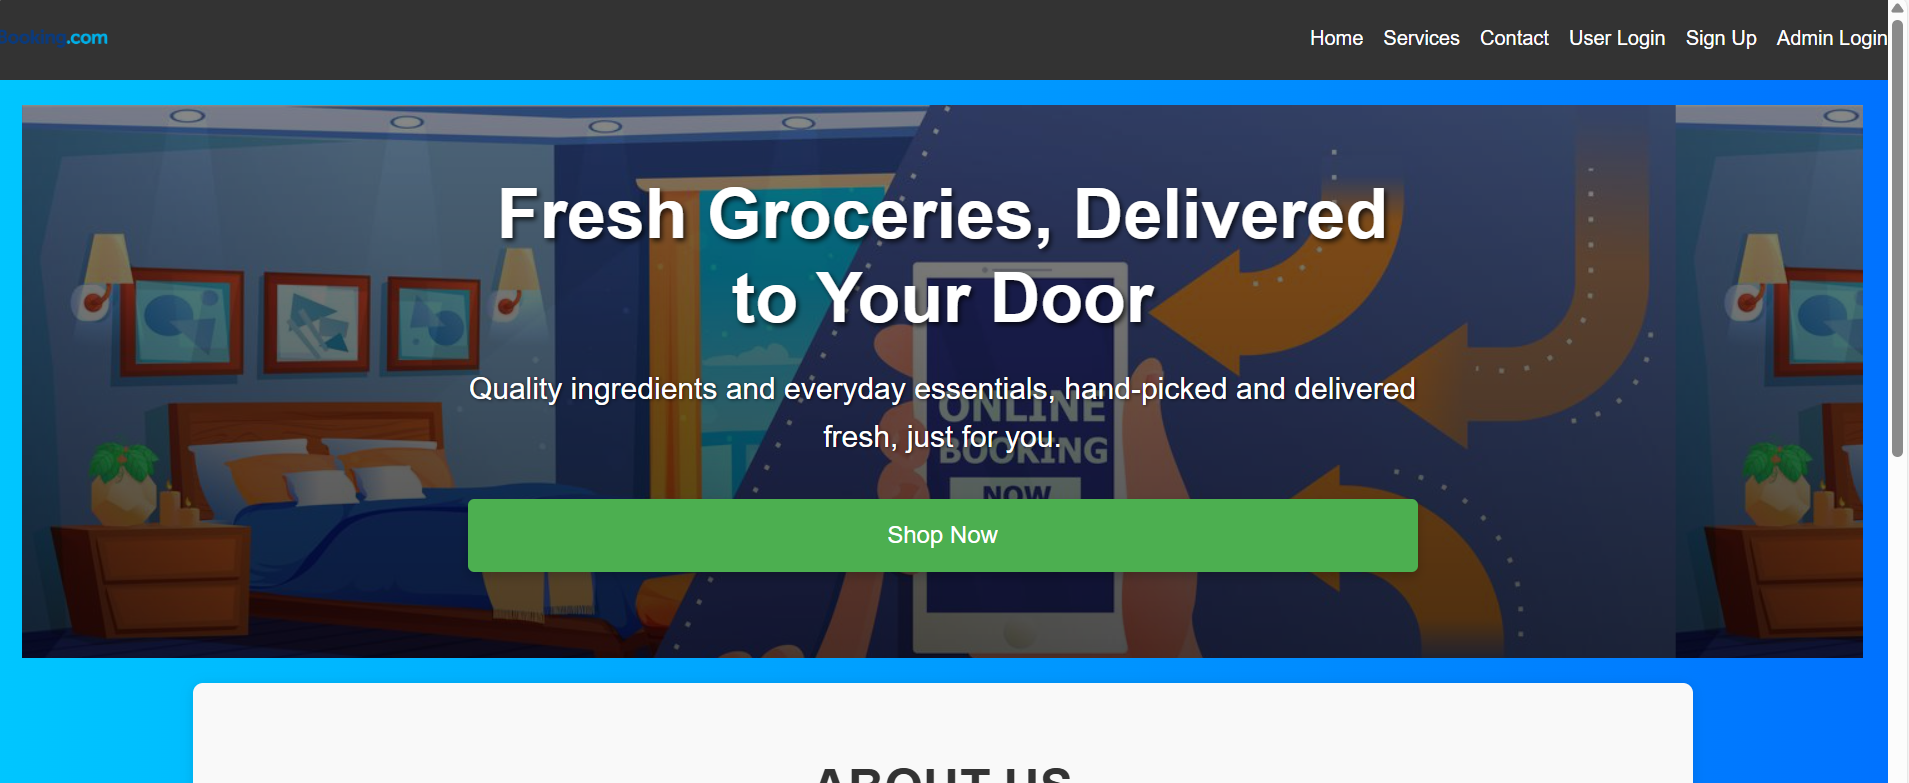 Booking.com
Home Services Contact User Login Sign Up Admin Login
Fresh Groceries, Delivered
to Your Door
Quality ingredients and everyday essentials, hand-picked and delivered
fresh, just for you.
ONLINE
BOOKING
NOW
Shop Now
ABOUT US